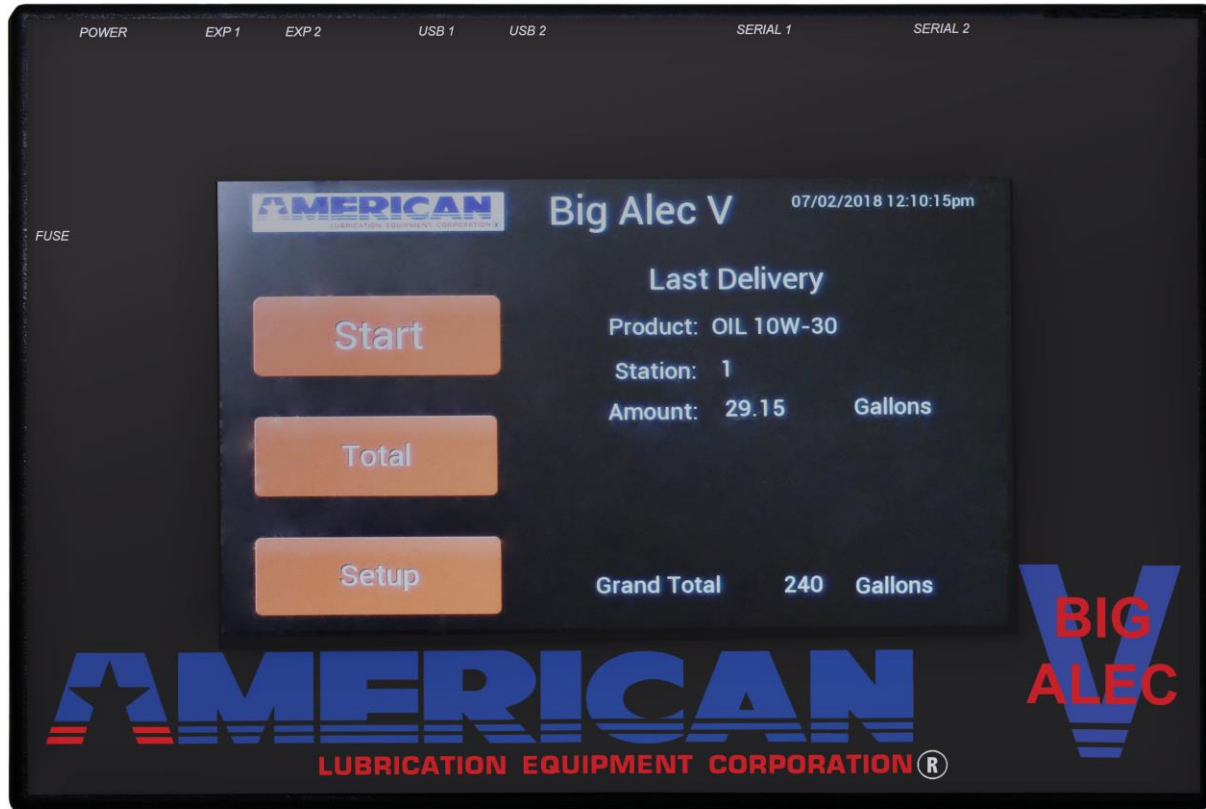 POWER EXP 1 EXP 2 USB 1 USB 2 SERIAL 1 SERIAL 2
FUSE
AMERICAN
LUBRICATION EQUIPMENT CORPORATION
Big Alec V
07/02/2018 12:10:15pm
Last Delivery
Start
Product: OIL 10W-30
Station: 1
Amount: 29.15 Gallons
Total
Setup
Grand Total 240 Gallons
BIG
ALEC
V
AMERICAN
LUBRICATION EQUIPMENT CORPORATION ®